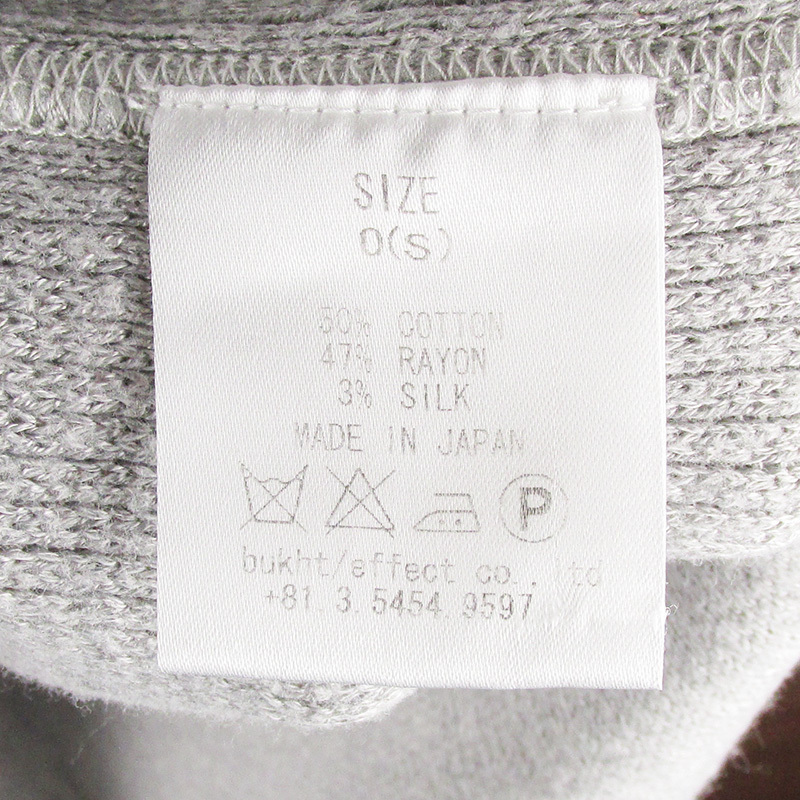 SIZE
0(S)
50% COTTON
47% RAYON
3% SILK
MADE IN JAPAN
P
bukht/effect co., ltd
+81.3.5454.9597